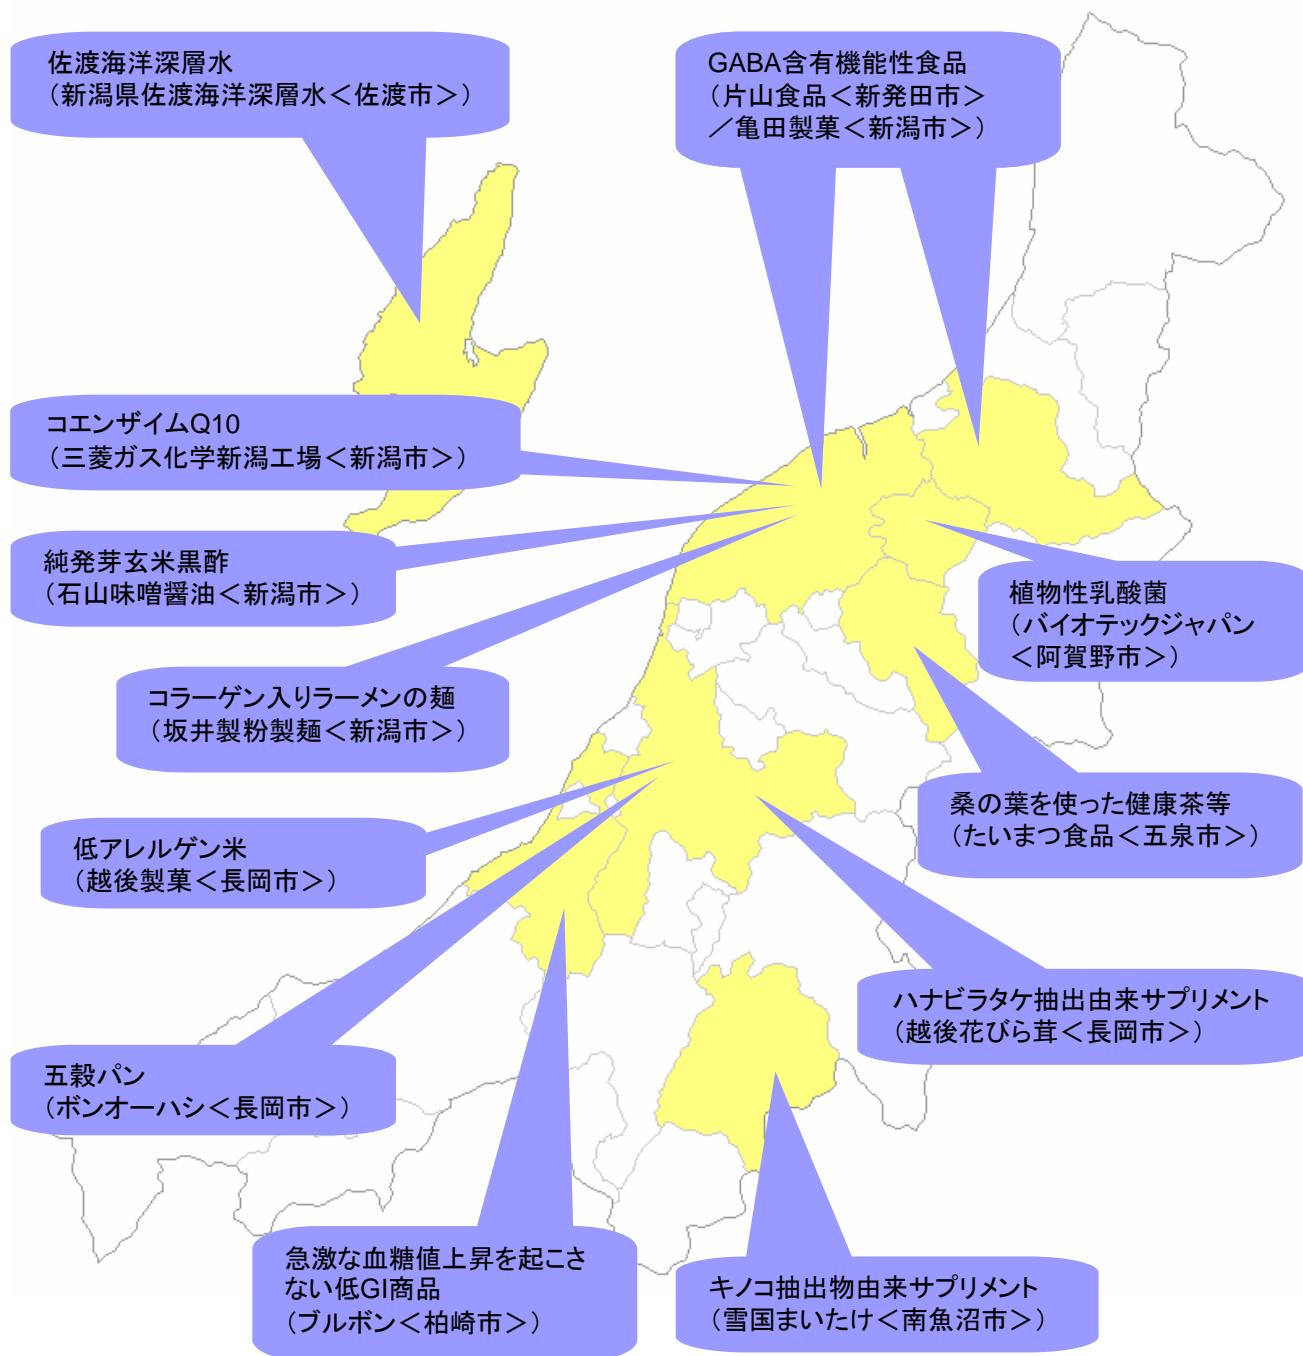 佐渡海洋深層水
（新潟県佐渡海洋深層水＜佐渡市＞）
GABA含有機能性食品
（片山食品＜新発田市＞
／亀田製菓＜新潟市＞）
コエンザイムQ10
（三菱ガス化学新潟工場＜新潟市＞）
純発芽玄米黒酢
（石山味噌醤油＜新潟市＞）
植物性乳酸菌
（バイオテックジャパン
＜阿賀野市＞）
コラーゲン入りラーメンの麺
（坂井製粉製麺＜新潟市＞）
桑の葉を使った健康茶等
（たいまつ食品＜五泉市＞）
低アレルゲン米
（越後製菓＜長岡市＞）
ハナビラタケ抽出由来サプリメント
（越後花びら茸＜長岡市＞）
五穀パン
（ボンオーハシ＜長岡市＞）
急激な血糖値上昇を起こさ
ない低GI商品
（ブルボン＜柏崎市＞）
キノコ抽出物由来サプリメント
（雪国まいたけ＜南魚沼市＞）